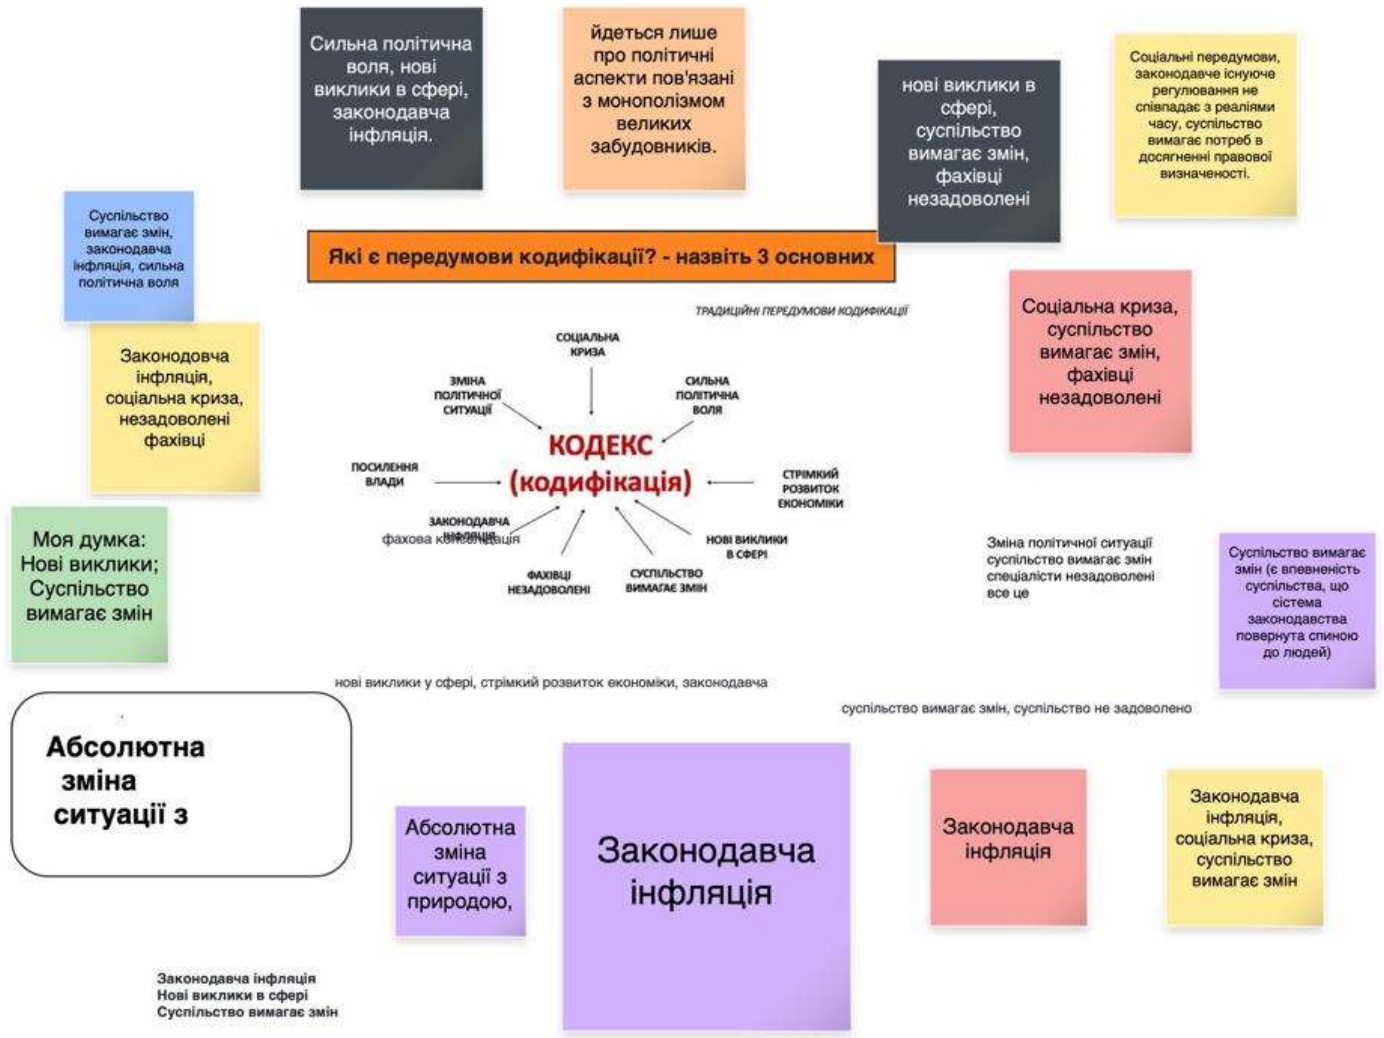 Сильна політична
воля, нові
виклики в сфері,
законодавча
інфляція.
йдеться лише
про політичні
аспекти пов'язані
з монополізмом
великих
забудовників.
нові виклики в
сфері,
суспільство
вимагає змін,
фахівці
незадоволені
Соціальні передумови,
законодавче існуюче
регулювання не
співпадає з реаліями
часу, суспільство
вимагає потреб в
досягненні правової
визначеності.
Суспільство
вимагає змін,
законодавча
інфляція, сильна
політична воля
Які є передумови кодифікації? - назвіть 3 основних
Законодовча
інфляція,
соціальна криза,
незадоволені
фахівці
ТРАДИЦІЙНІ ПЕРЕДУМОВИ КОДИФІКАЦІЇ
СОЦІАЛЬНА
КРИЗА
ЗМІНА
ПОЛІТИЧНОЇ
СИТУАЦІЇ
СИЛЬНА
ПОЛІТИЧНА
ВОЛЯ
КОДЕКС
(кодифікація)
ПОСИЛЕННЯ
ВЛАДИ
СТРІМКИЙ
РОЗВИТОК
ЕКОНОМІКИ
ЗАКОНОДАВЧА
ІНФЛЯЦІЯ
фахова консолідація
ФАХІВЦІ
НЕЗАДОВОЛЕНІ
СУСПІЛЬСТВО
ВИМАГАЄ ЗМІН
НОВІ ВИКЛИКИ
В СФЕРІ
Соціальна криза,
суспільство
вимагає змін,
фахівці
незадоволені
Моя думка:
Нові виклики;
Суспільство
вимагає змін
Зміна політичної ситуації
суспільство вимагає змін
спеціалісти незадоволені
все це
Суспільство вимагає
змін (є впевненість
суспільства, що
сістема
законодавства
повернута спиною
до людей)
нові виклики у сфері, стрімкий розвиток економіки, законодавча
суспільство вимагає змін, суспільство не задоволено
Абсолютна
зміна
ситуації з
Абсолютна
зміна
ситуації з
природою,
Законодавча
інфляція
Законодавча
інфляція
Законодавча
інфляція,
соціальна криза,
суспільство
вимагає змін
Законодавча інфляція
Нові виклики в сфері
Суспільство вимагає змін